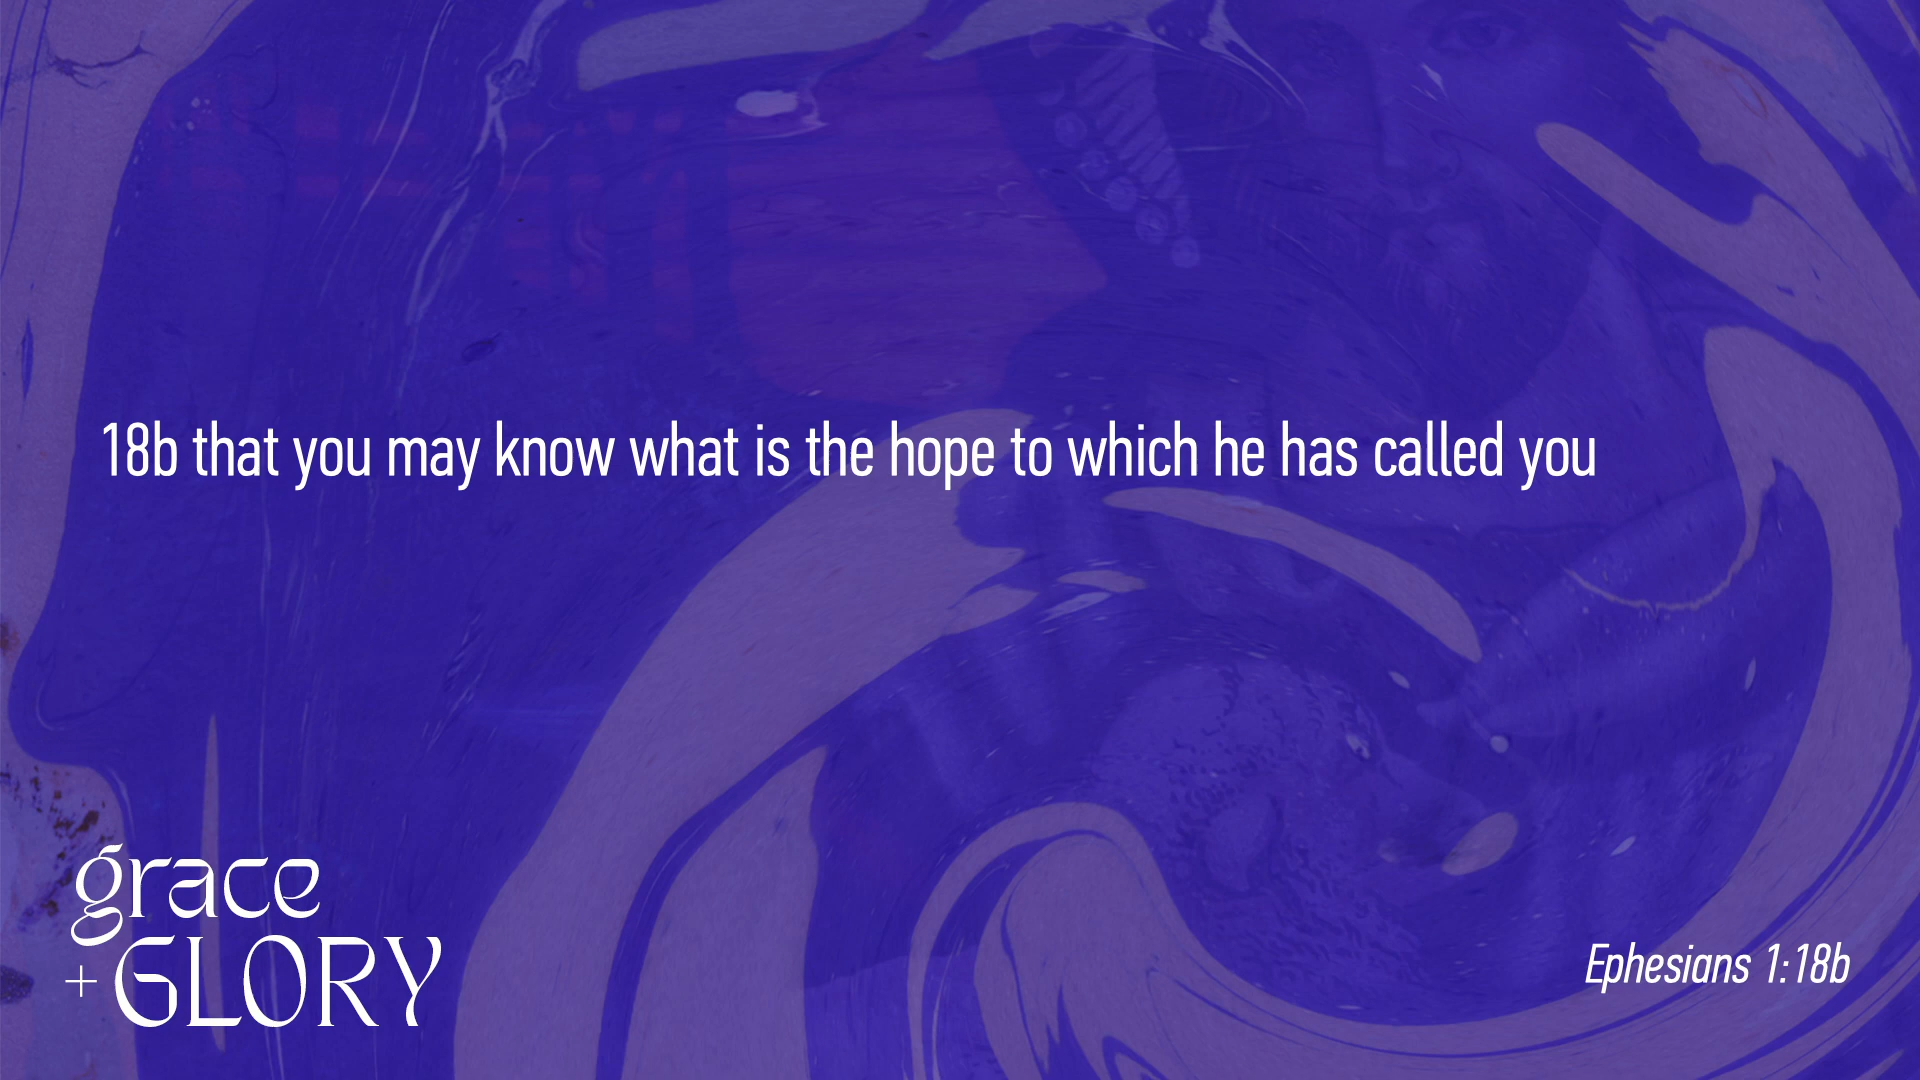 18b that you may know what is the hope to which he has called you
grace
+GLORY
Ephesians 1:18b